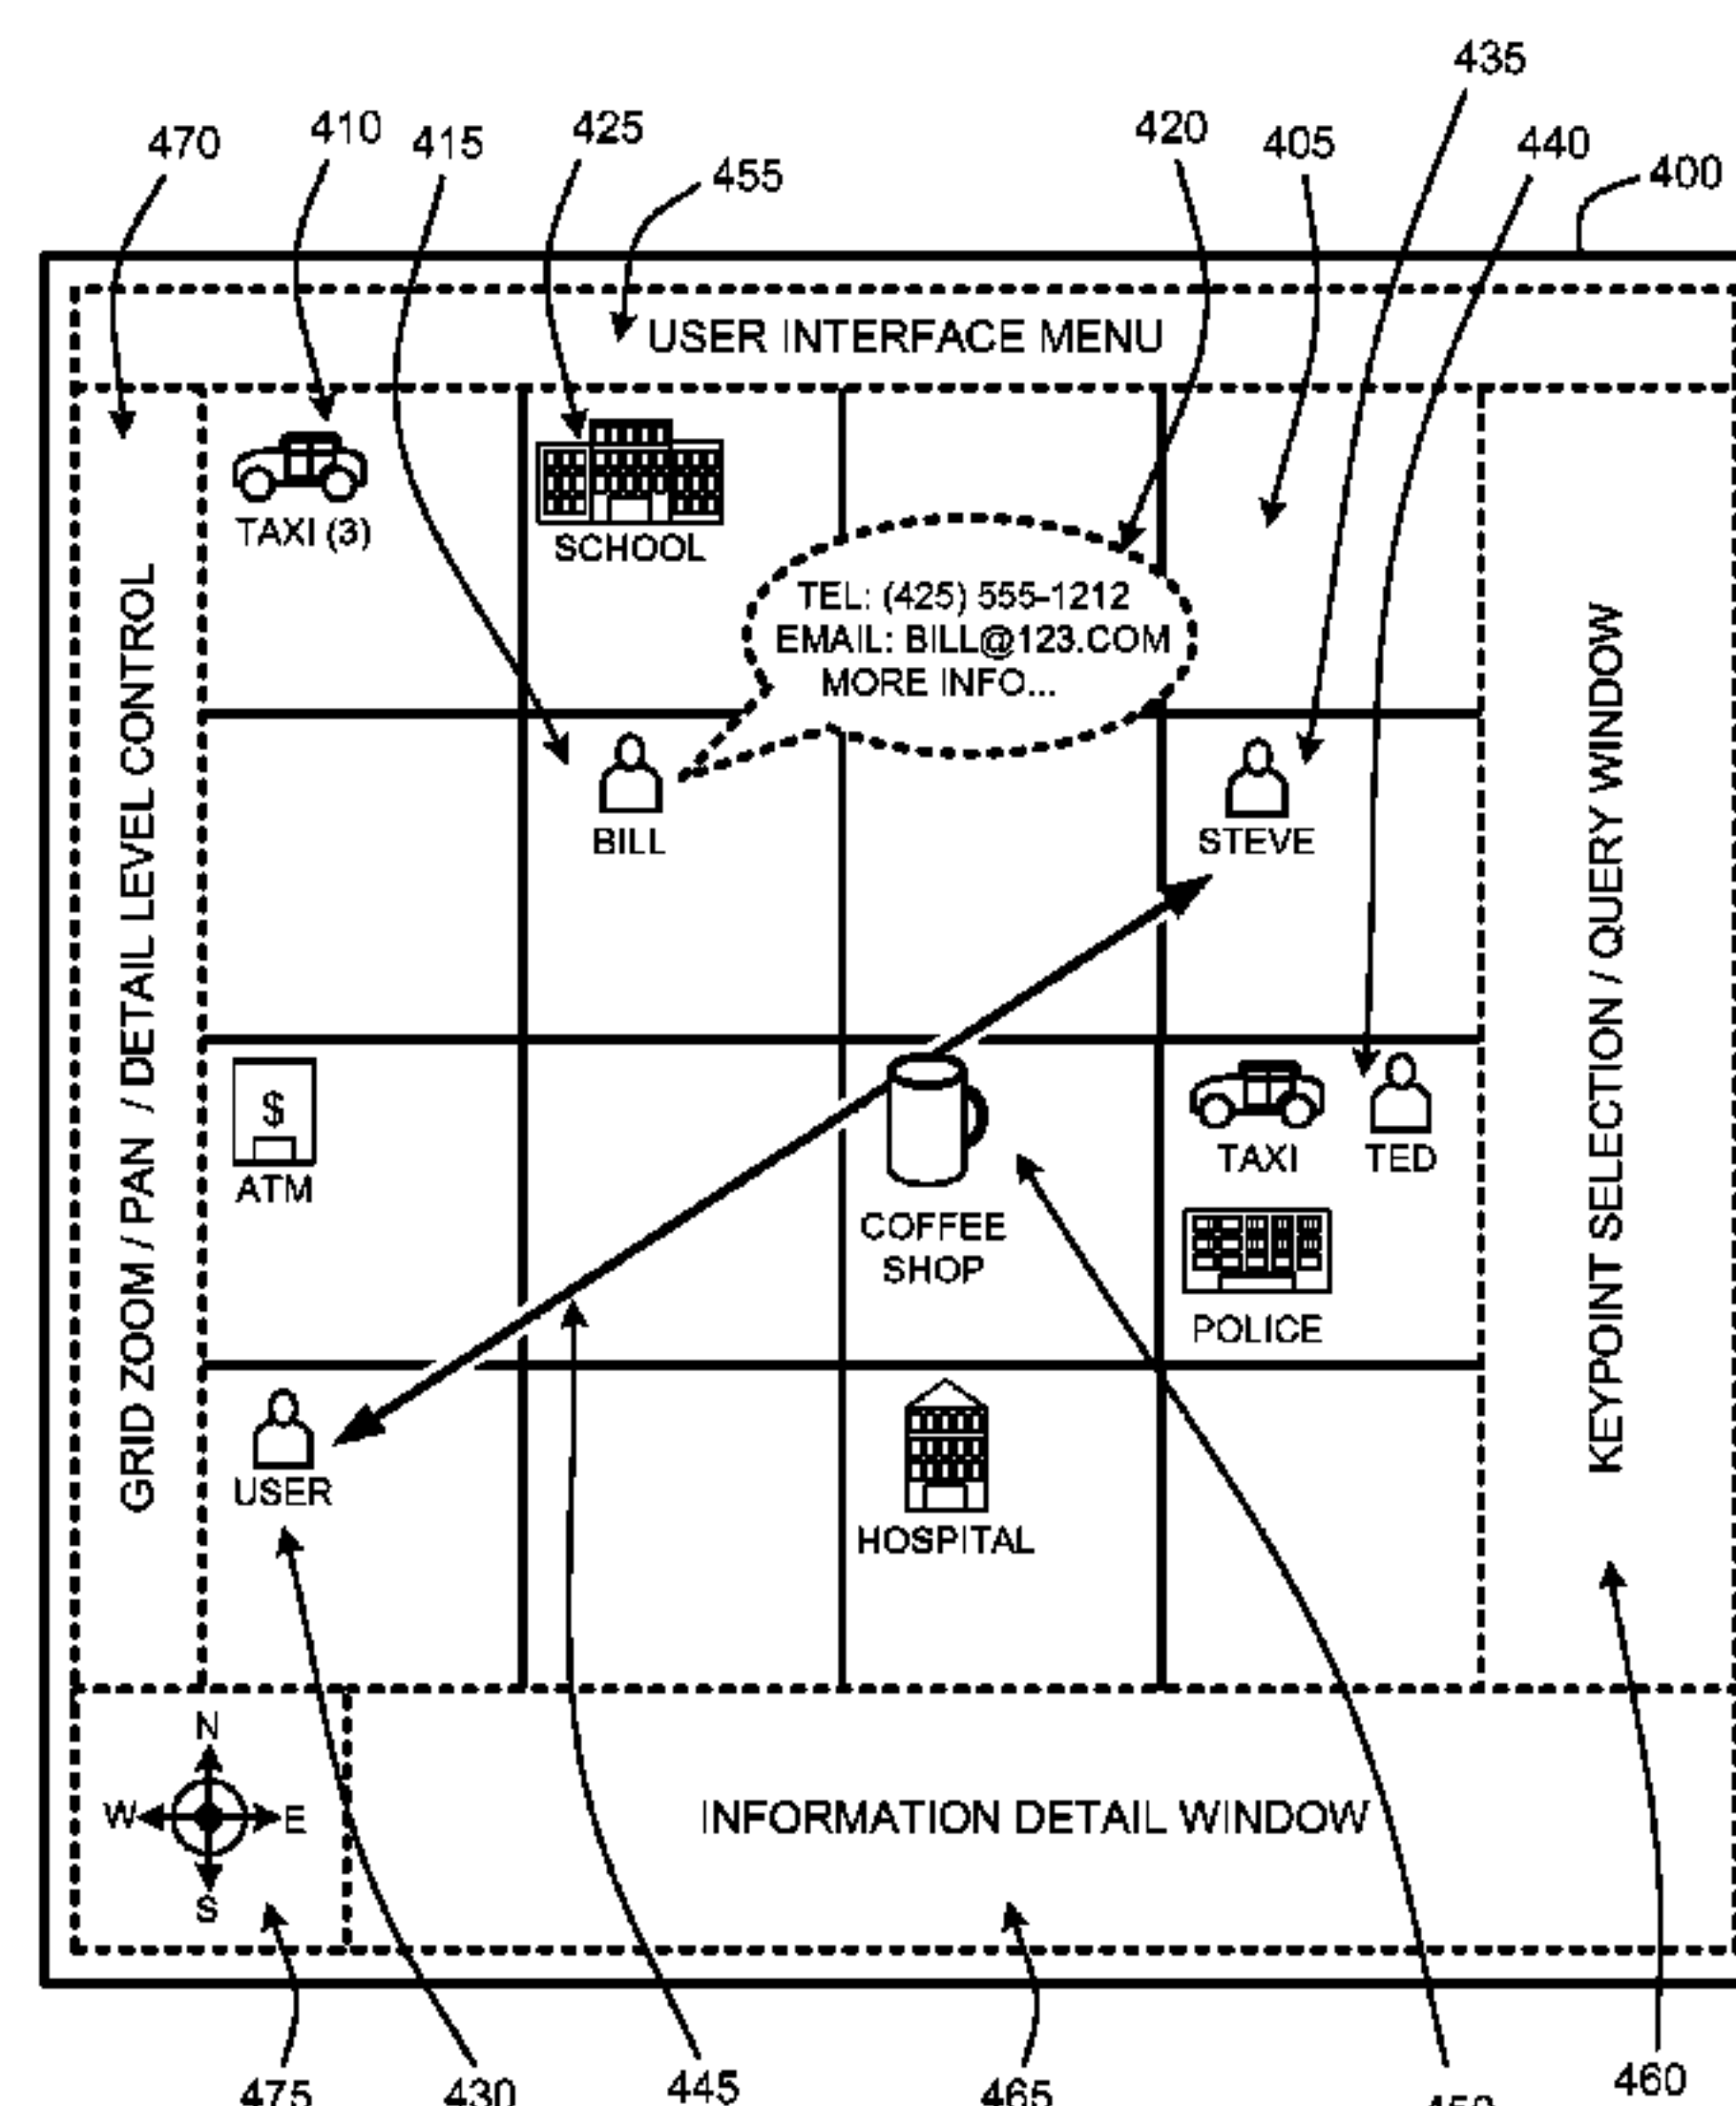 435
410
425
420
470
415
405
440
455
400
USER INTERFACE MENU
TAXI (3)
SCHOOL
TEL: (425) 555-1212
EMAIL: BILL@123.COM
MORE INFO...
GRID ZOOM / PAN / DETAIL LEVEL CONTROL
KEYPOINT SELECTION / QUERY WINDOW
BILL
STEVE
$
ATM
TAXI
TED
COFFEE
SHOP
POLICE
USER
HOSPITAL
N
W
E
S
INFORMATION DETAIL WINDOW
475
430
445
465
460